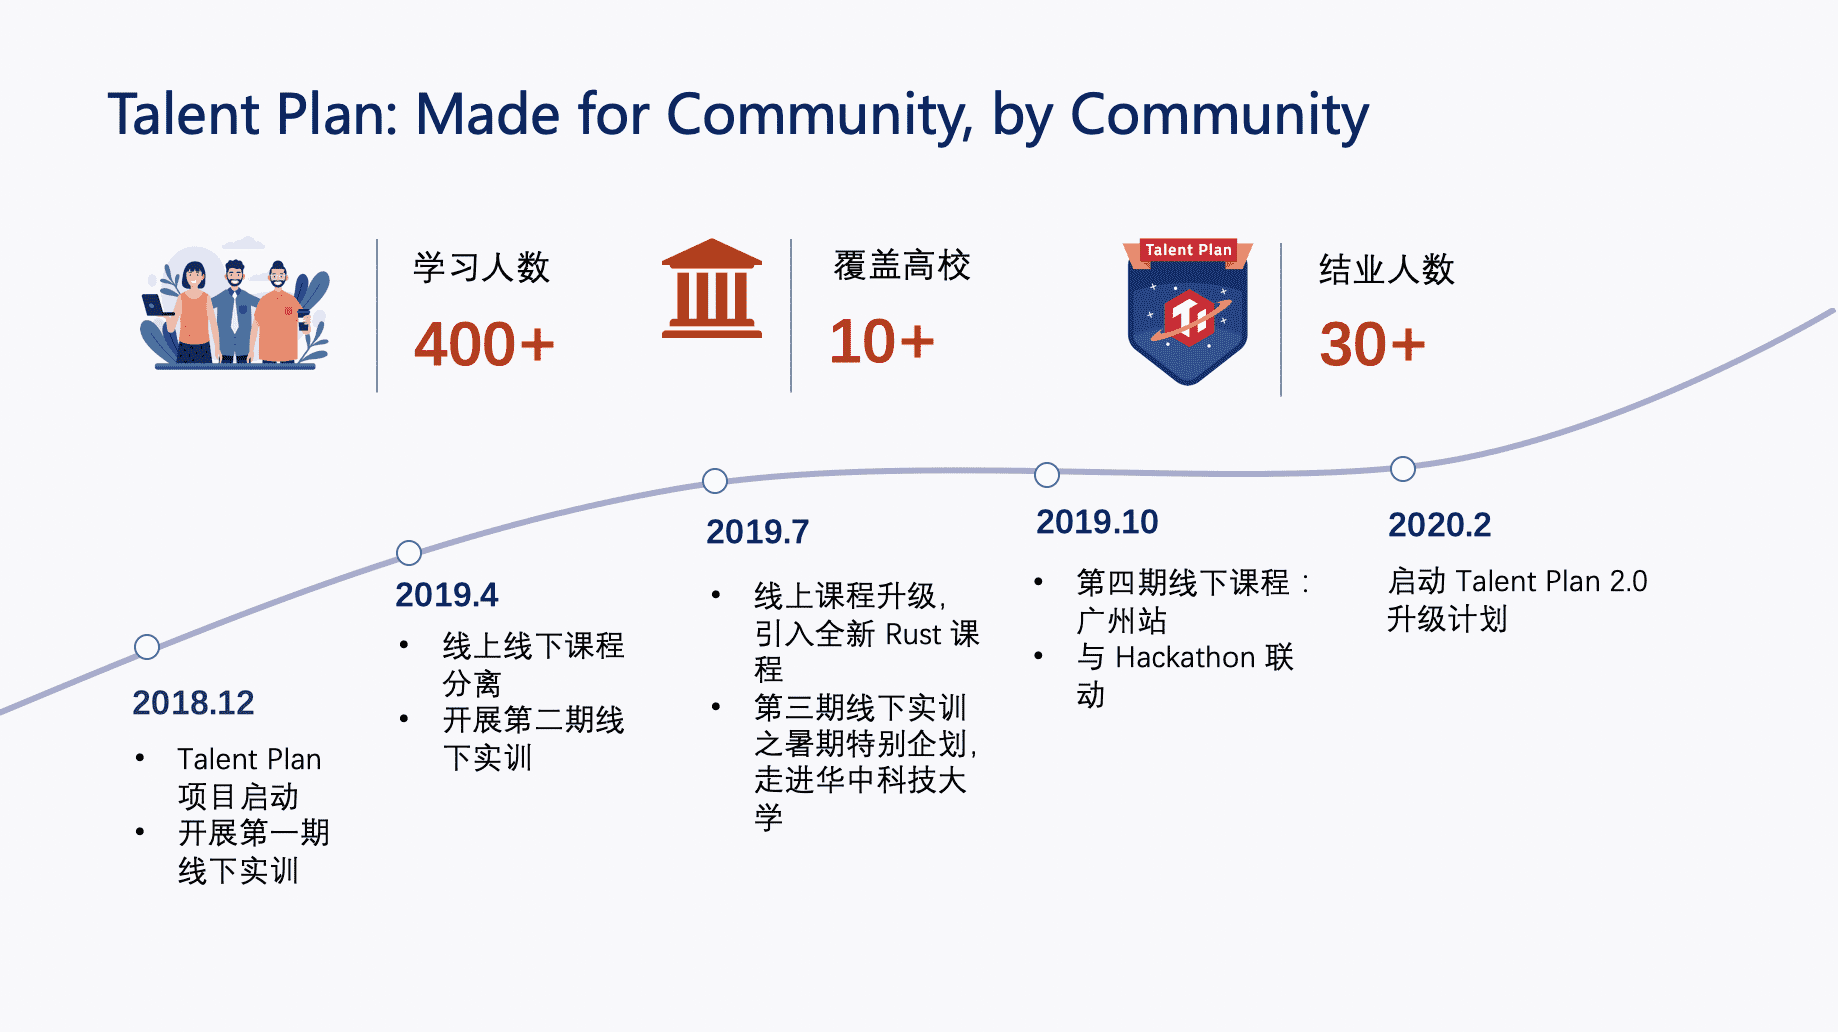 Talent Plan: Made for Community, by Community
学习人数
400+
覆盖高校
10+
Talent Plan
结业人数
30+
2018.12
• Talent Plan
项目启动
• 开展第一期
线下实训
2019.4
• 线上线下课程
分离
• 开展第二期线
下实训
2019.7
• 线上课程升级，
引入全新 Rust 课
程
• 第三期线下实训
之暑期特别企划，
走进华中科技大
学
2019.10
• 第四期线下课程：
广州站
• 与 Hackathon 联
动
2020.2
启动 Talent Plan 2.0
升级计划